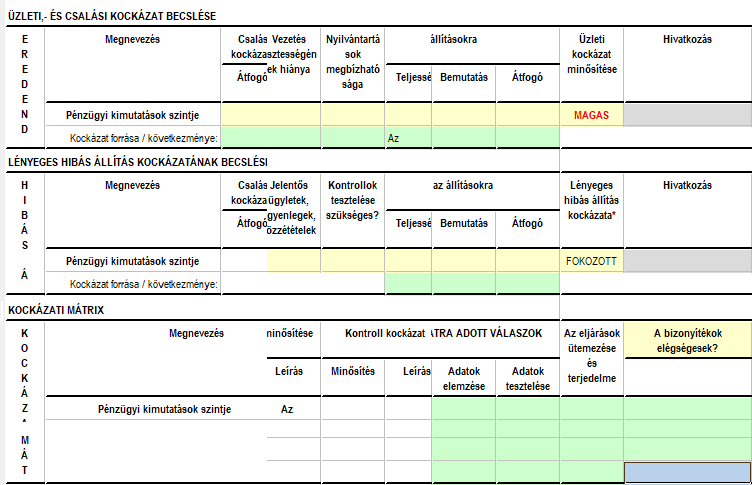 ÜZLETI,- ÉS CSALÁSI KOCKÁZAT BECSLÉSE
E R E D E N D
Megnevezés
Csalás
kockáza
Átfogó
Vezetés
sztességén
ek hiánya
Nyilvántartá
sok
megbízható
sága
állításokra
Teljessé
Bemutatás
Átfogó
Üzleti
kockázat
minősítése
Hivatkozás
Pénzügyi kimutatások szintje
MAGAS
Kockázat forrása / következménye:
Az
LÉNYEGES HIBÁS ÁLLÍTÁS KOCKÁZATÁNAK BECSLÉSI
H I B Á S Á
Megnevezés
Csalás
kockáza
Átfogó
Jelentős
ügyletek,
gyenlegek,
özzétételek
Kontrollok
tesztelése
szükséges?
az állításokra
Teljessé
Bemutatás
Átfogó
Lényeges
hibás állítás
kockázata*
Hivatkozás
Pénzügyi kimutatások szintje
FOKOZOTT
Kockázat forrása / következménye:
KOCKÁZATI MÁTRIX
K O C K Á Z M Á T
Megnevezés
minősítése
Leírás
Kontroll kockázat
Minősítés
Leírás
ATRA ADOTT VÁLASZOK
Adatok
elemzése
Adatok
tesztelése
Az eljárások
ütemezése
és
terjedelme
A bizonyítékok
elégségesek?
Pénzügyi kimutatások szintje
Az